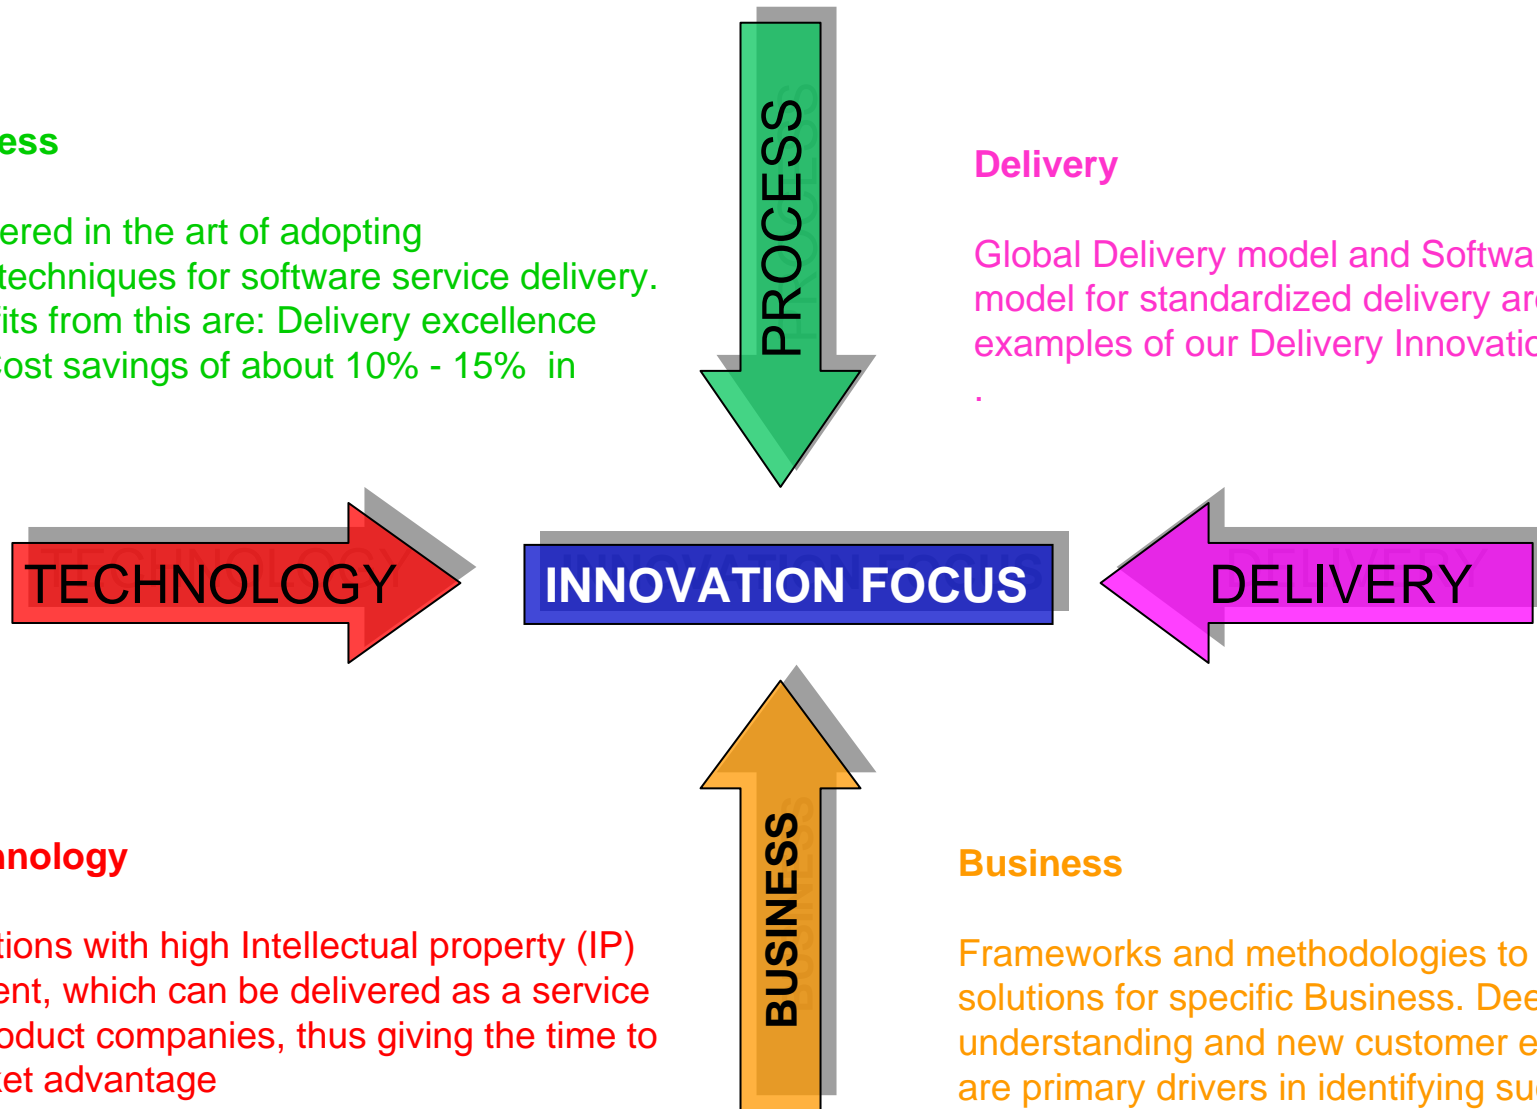 PROCESS
ess
ered in the art of adopting
techniques for software service delivery.
its from this are: Delivery excellence
ost savings of about 10% - 15% in
Delivery
Global Delivery model and Softwa
model for standardized delivery ar
examples of our Delivery Innovatio
.
TECHNOLOGY
INNOVATION FOCUS
DELIVERY
BUSINESS
nnology
tions with high Intellectual property (IP)
ent, which can be delivered as a service
oduct companies, thus giving the time to
ket advantage
Business
Frameworks and methodologies to
solutions for specific Business. Dee
understanding and new customer e
are primary drivers in identifying su